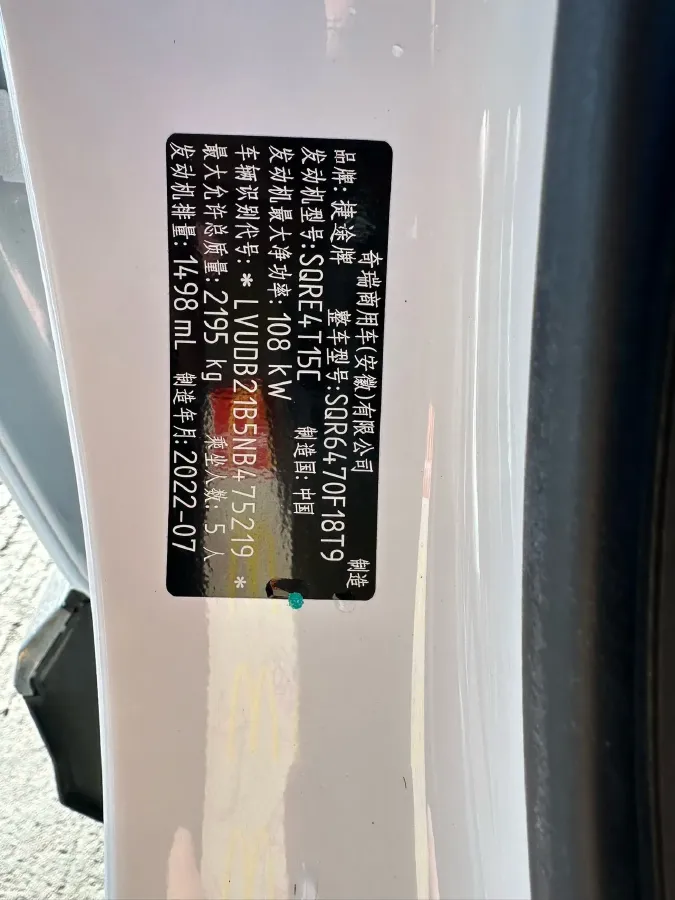 奇瑞商用车(安徽)有限公司 制造
品牌: 捷途牌 整车型号:SQR6470F18T9
发动机型号:SQRE4T15C 制造国: 中国
发动机最大净功率: 108 kW
车辆识别代号: * LVUDB21B5NB475219 *
最大允许总质量: 2195 kg 乘坐人数: 5 人
发动机排量: 1498 mL 制造年月: 2022-07